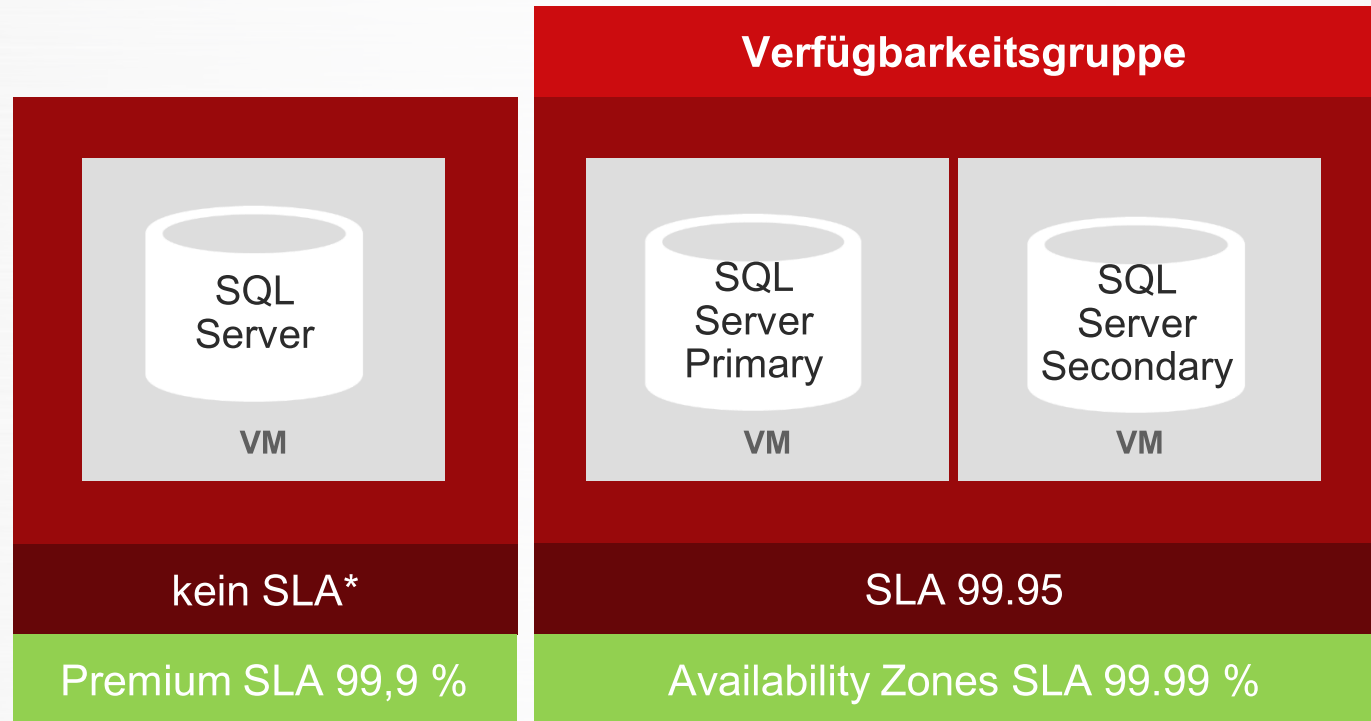 Verfügbarkeitsgruppe
SQL
Server
VM
SQL
Server
Primary
VM
SQL
Server
Secondary
VM
kein SLA*
SLA 99.95
Premium SLA 99,9 %
Availability Zones SLA 99.99 %